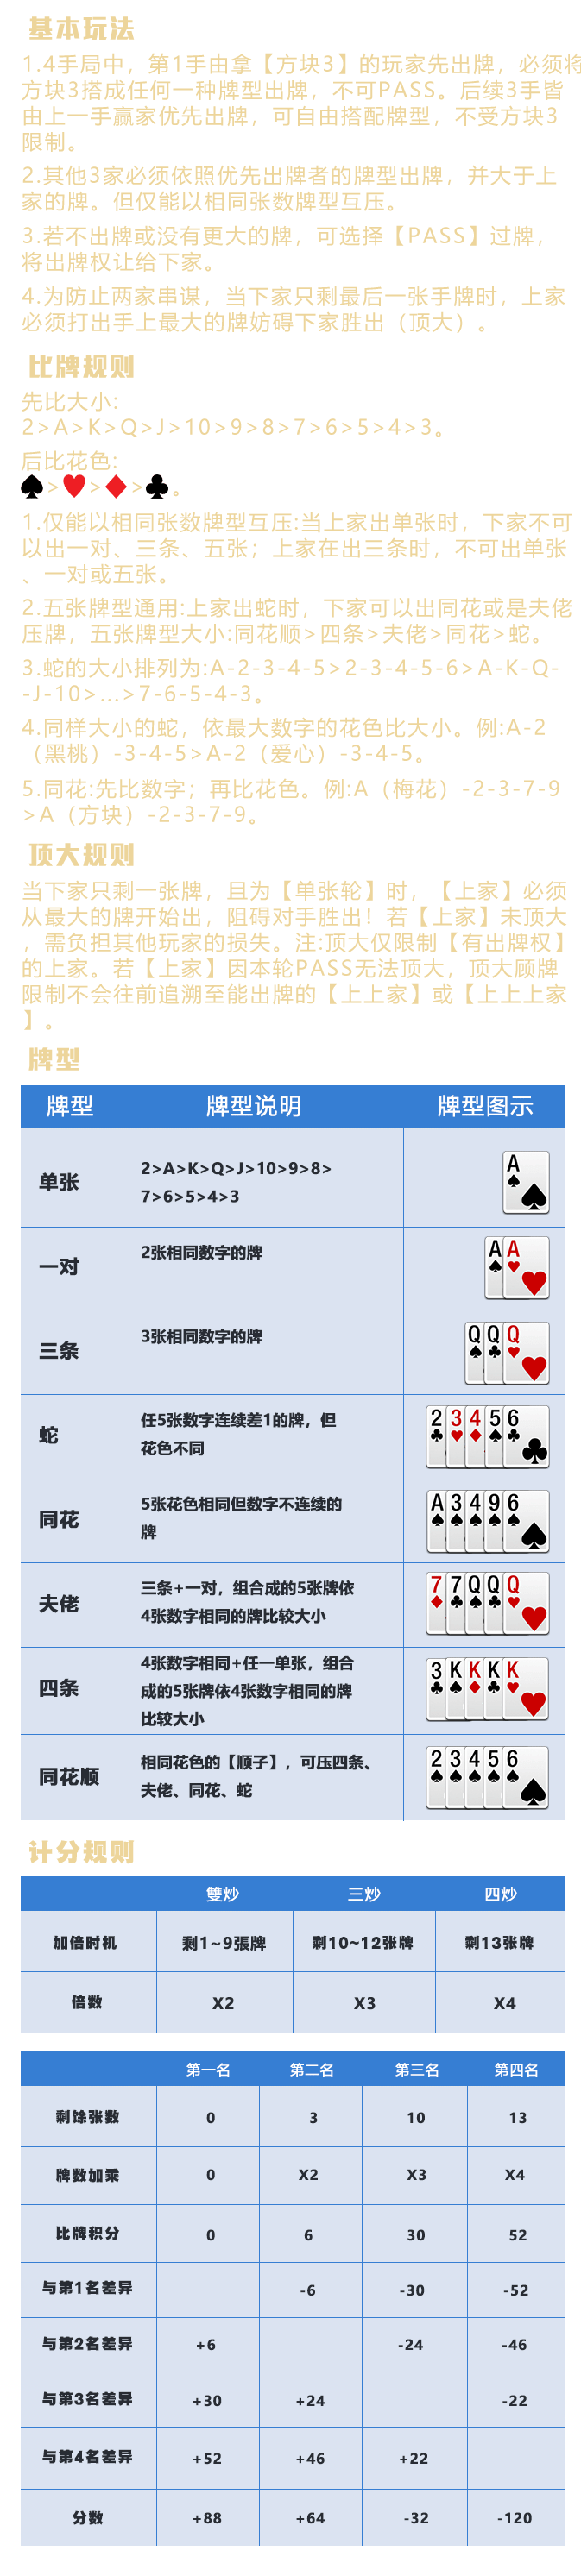 基本玩法
1.4手局中，第1手由拿【方块3】的玩家先出牌，必须将
方块3搭成任何一种牌型出牌，不可PASS。后续3手皆
由上一手赢家优先出牌，可自由搭配牌型，不受方块3
限制。
2.其他3家必须依照优先出牌者的牌型出牌，并大于上
家的牌。但仅能以相同张数牌型互压。
3.若不出牌或没有更大的牌，可选择【PASS】过牌，
将出牌权让给下家。
4.为防止两家串谋，当下家只剩最后一张手牌时，上家
必须打出手上最大的牌妨碍下家胜出（顶大）。
比牌规则
先比大小:
2>A>K>Q>J>10>9>8>7>6>5>4>3。
后比花色:
♠>♥>♦>♣。
1.仅能以相同张数牌型互压:当上家出单张时，下家不可
以出一对、三条、五张；上家在出三条时，不可出单张
、一对或五张。
2.五张牌型通用:上家出蛇时，下家可以出同花或是夫佬
压牌，五张牌型大小:同花顺>四条>夫佬>同花>蛇。
3.蛇的大小排列为:A-2-3-4-5>2-3-4-5-6>A-K-Q-
-J-10>...>7-6-5-4-3。
4.同样大小的蛇，依最大数字的花色比大小。例:A-2
（黑桃）-3-4-5>A-2（爱心）-3-4-5。
5.同花:先比数字；再比花色。例:A（梅花）-2-3-7-9
>A（方块）-2-3-7-9。
顶大规则
当下家只剩一张牌，且为【单张轮】时，【上家】必须
从最大的牌开始出，阻碍对手胜出！若【上家】未顶大
，需负担其他玩家的损失。注:顶大仅限制【有出牌权】
的上家。若【上家】因本轮PASS无法顶大，顶大顾牌
限制不会往前追溯至能出牌的【上上家】或【上上上家
】。
牌型
牌型 牌型说明 牌型图示
单张 2>A>K>Q>J>10>9>8> A
7>6>5>4>3
一对 2张相同数字的牌 A A
三条 3张相同数字的牌 Q Q Q
蛇 任5张数字连续差1的牌，但 2 3 4 5 6
花色不同
同花 5张花色相同但数字不连续的 A 3 4 9 6
牌
夫佬 三条+一对，组合成的5张牌依 7 7 Q Q Q
4张数字相同的牌比较大小
四条 4张数字相同+任一单张，组合 3 K K K K
成的5张牌依4张数字相同的牌
比较大小
同花顺 相同花色的【顺子】，可压四条、 2 3 4 5 6
夫佬、同花、蛇
计分规则
雙炒 三炒 四炒
加倍时机 剩1~9張牌 剩10~12张牌 剩13张牌
倍数 X2 X3 X4
第一名 第二名 第三名 第四名
剩馀张数 0 3 10 13
牌数加乘 0 X2 X3 X4
比牌积分 0 6 30 52
与第1名差异 -6 -30 -52
与第2名差异 +6 -24 -46
与第3名差异 +30 +24 -22
与第4名差异 +52 +46 +22
分数 +88 +64 -32 -120